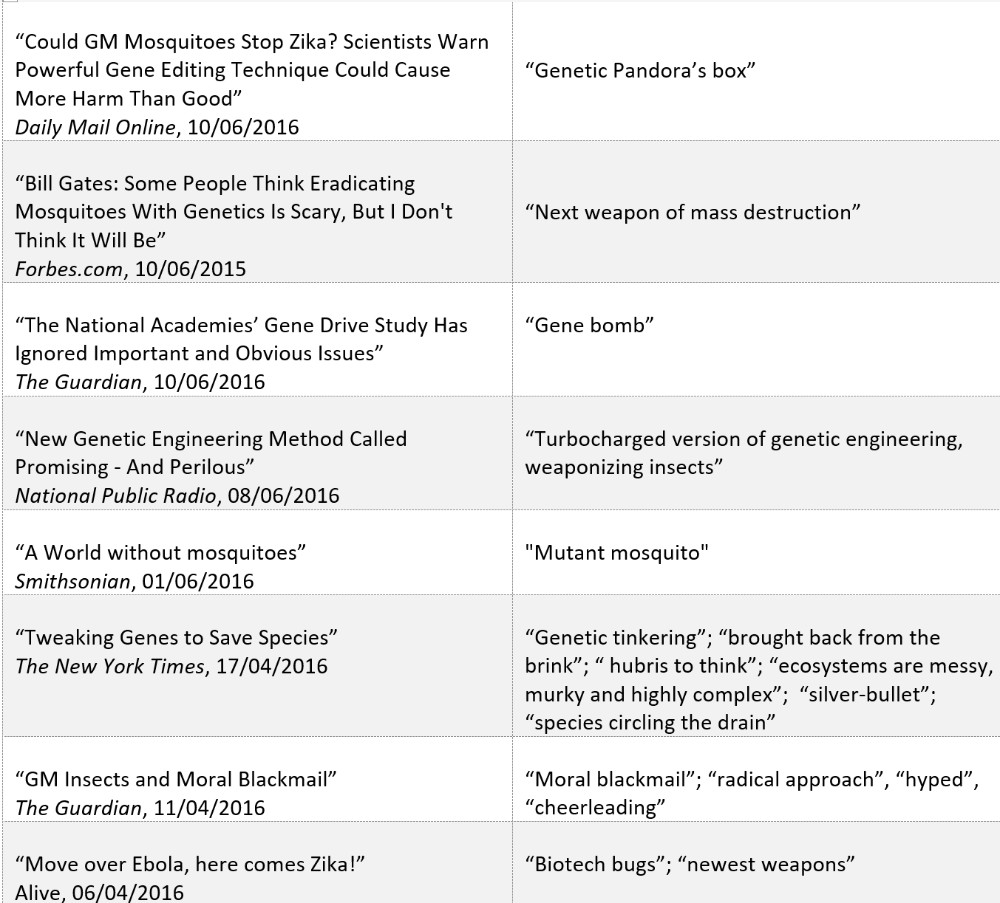 “Could GM Mosquitoes Stop Zika? Scientists Warn
Powerful Gene Editing Technique Could Cause
More Harm Than Good”
Daily Mail Online, 10/06/2016
“Genetic Pandora’s box”
“Bill Gates: Some People Think Eradicating
Mosquitoes With Genetics Is Scary, But I Don't
Think It Will Be”
Forbes.com, 10/06/2015
“Next weapon of mass destruction”
“The National Academies’ Gene Drive Study Has
Ignored Important and Obvious Issues”
The Guardian, 10/06/2016
“Gene bomb”
“New Genetic Engineering Method Called
Promising - And Perilous”
National Public Radio, 08/06/2016
“Turbocharged version of genetic engineering,
weaponizing insects”
“A World without mosquitoes”
Smithsonian, 01/06/2016
"Mutant mosquito"
“Tweaking Genes to Save Species”
The New York Times, 17/04/2016
“Genetic tinkering”; “brought back from the
brink”; “ hubris to think”; “ecosystems are messy,
murky and highly complex”;  “silver-bullet”;
“species circling the drain”
“GM Insects and Moral Blackmail”
The Guardian, 11/04/2016
“Moral blackmail”; “radical approach”, “hyped”,
“cheerleading”
“Move over Ebola, here comes Zika!”
Alive, 06/04/2016
“Biotech bugs”; “newest weapons”